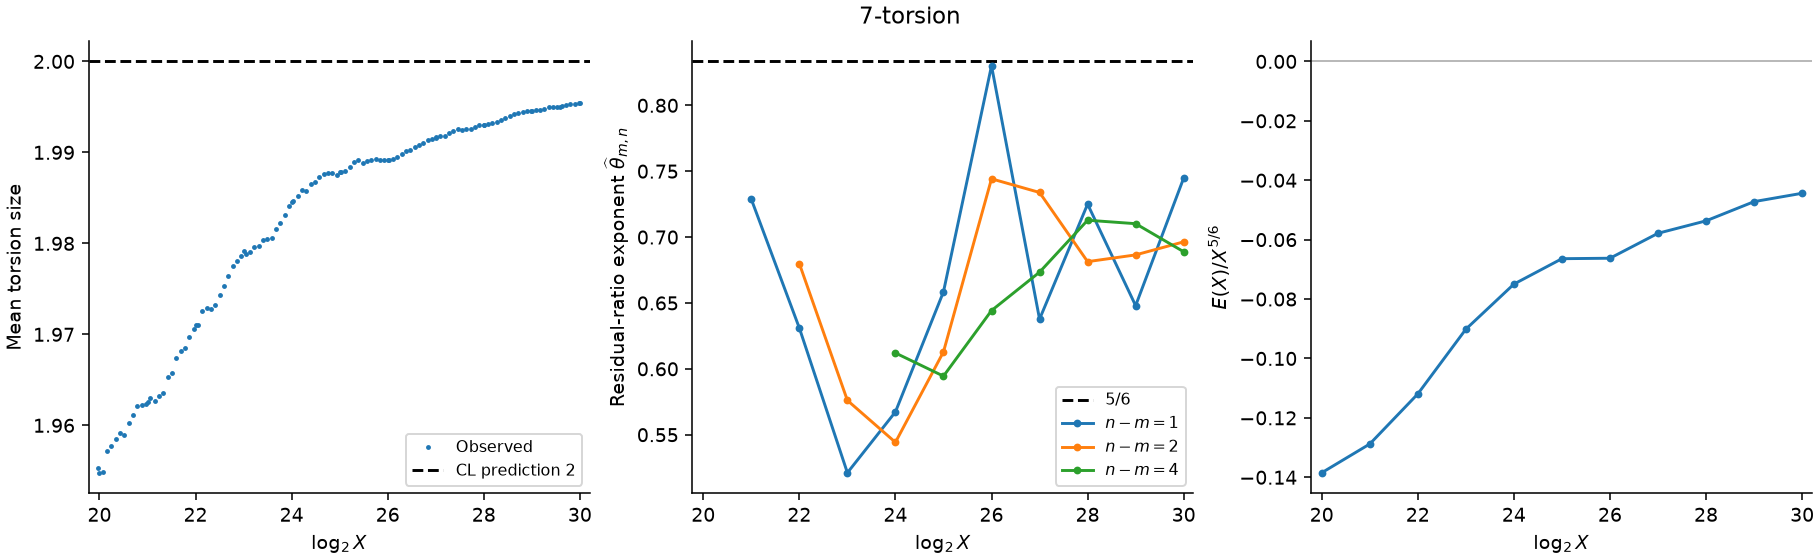 7-torsion
Mean torsion size
2.00
1.99
1.98
1.97
1.96
Observed
CL prediction 2
20 22 24 26 28 30
log₂ X
Residual-ratio exponent θ̂ₘ,ₙ
0.80
0.75
0.70
0.65
0.60
0.55
5/6
n − m = 1
n − m = 2
n − m = 4
20 22 24 26 28 30
log₂ X
E(X)/X^{5/6}
0.00
−0.02
−0.04
−0.06
−0.08
−0.10
−0.12
−0.14
20 22 24 26 28 30
log₂ X